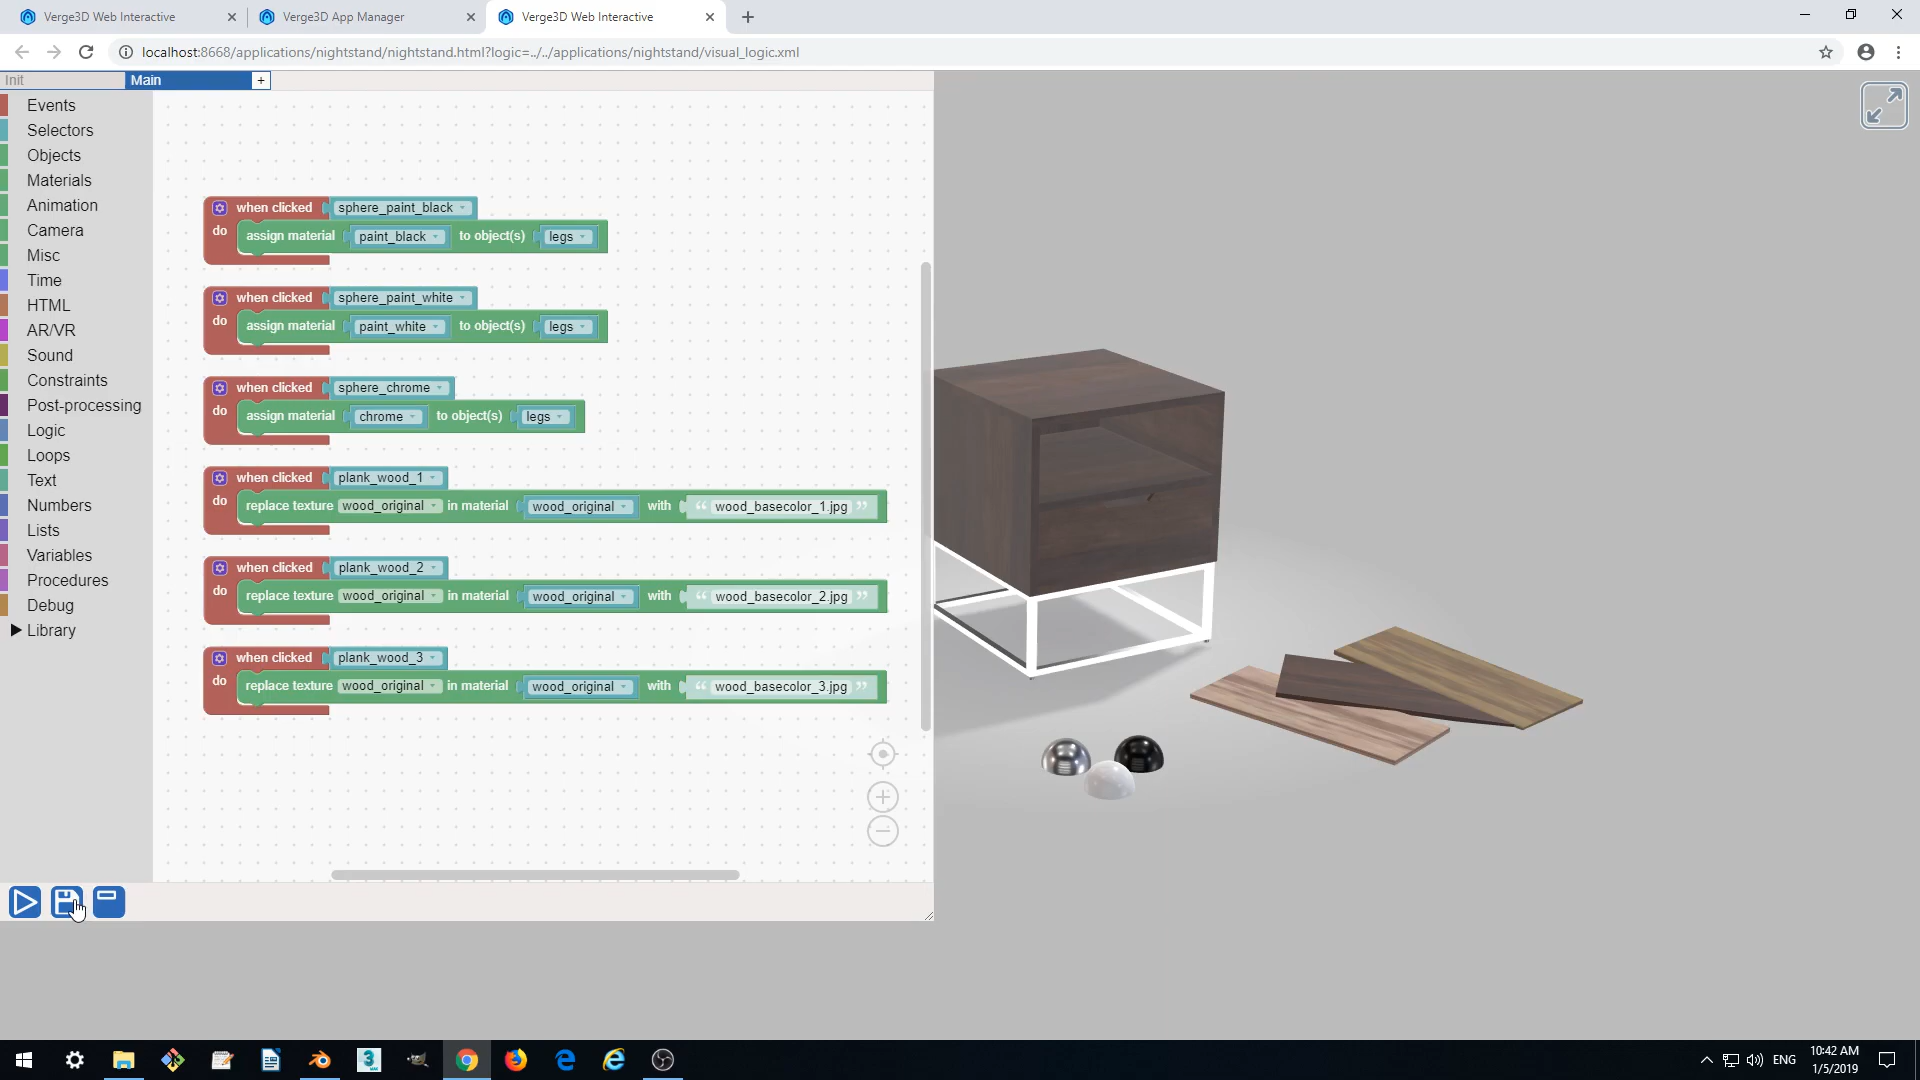 Verge3D Web Interactive
Verge3D App Manager
Verge3D Web Interactive
localhost:8668/applications/nightstand/nightstand.html?logic=../../applications/nightstand/visual_logic.xml
Init
Main
+
Events
Selectors
Objects
Materials
Animation
Camera
Misc
Time
HTML
AR/VR
Sound
Constraints
Post-processing
Logic
Loops
Text
Numbers
Lists
Variables
Procedures
Debug
Library
when clicked sphere_paint_black
do assign material paint_black to object(s) legs
when clicked sphere_paint_white
do assign material paint_white to object(s) legs
when clicked sphere_chrome
do assign material chrome to object(s) legs
when clicked plank_wood_1
do replace texture wood_original in material wood_original with “ wood_basecolor_1.jpg ”
when clicked plank_wood_2
do replace texture wood_original in material wood_original with “ wood_basecolor_2.jpg ”
when clicked plank_wood_3
do replace texture wood_original in material wood_original with “ wood_basecolor_3.jpg ”
ENG
10:42 AM
1/5/2019